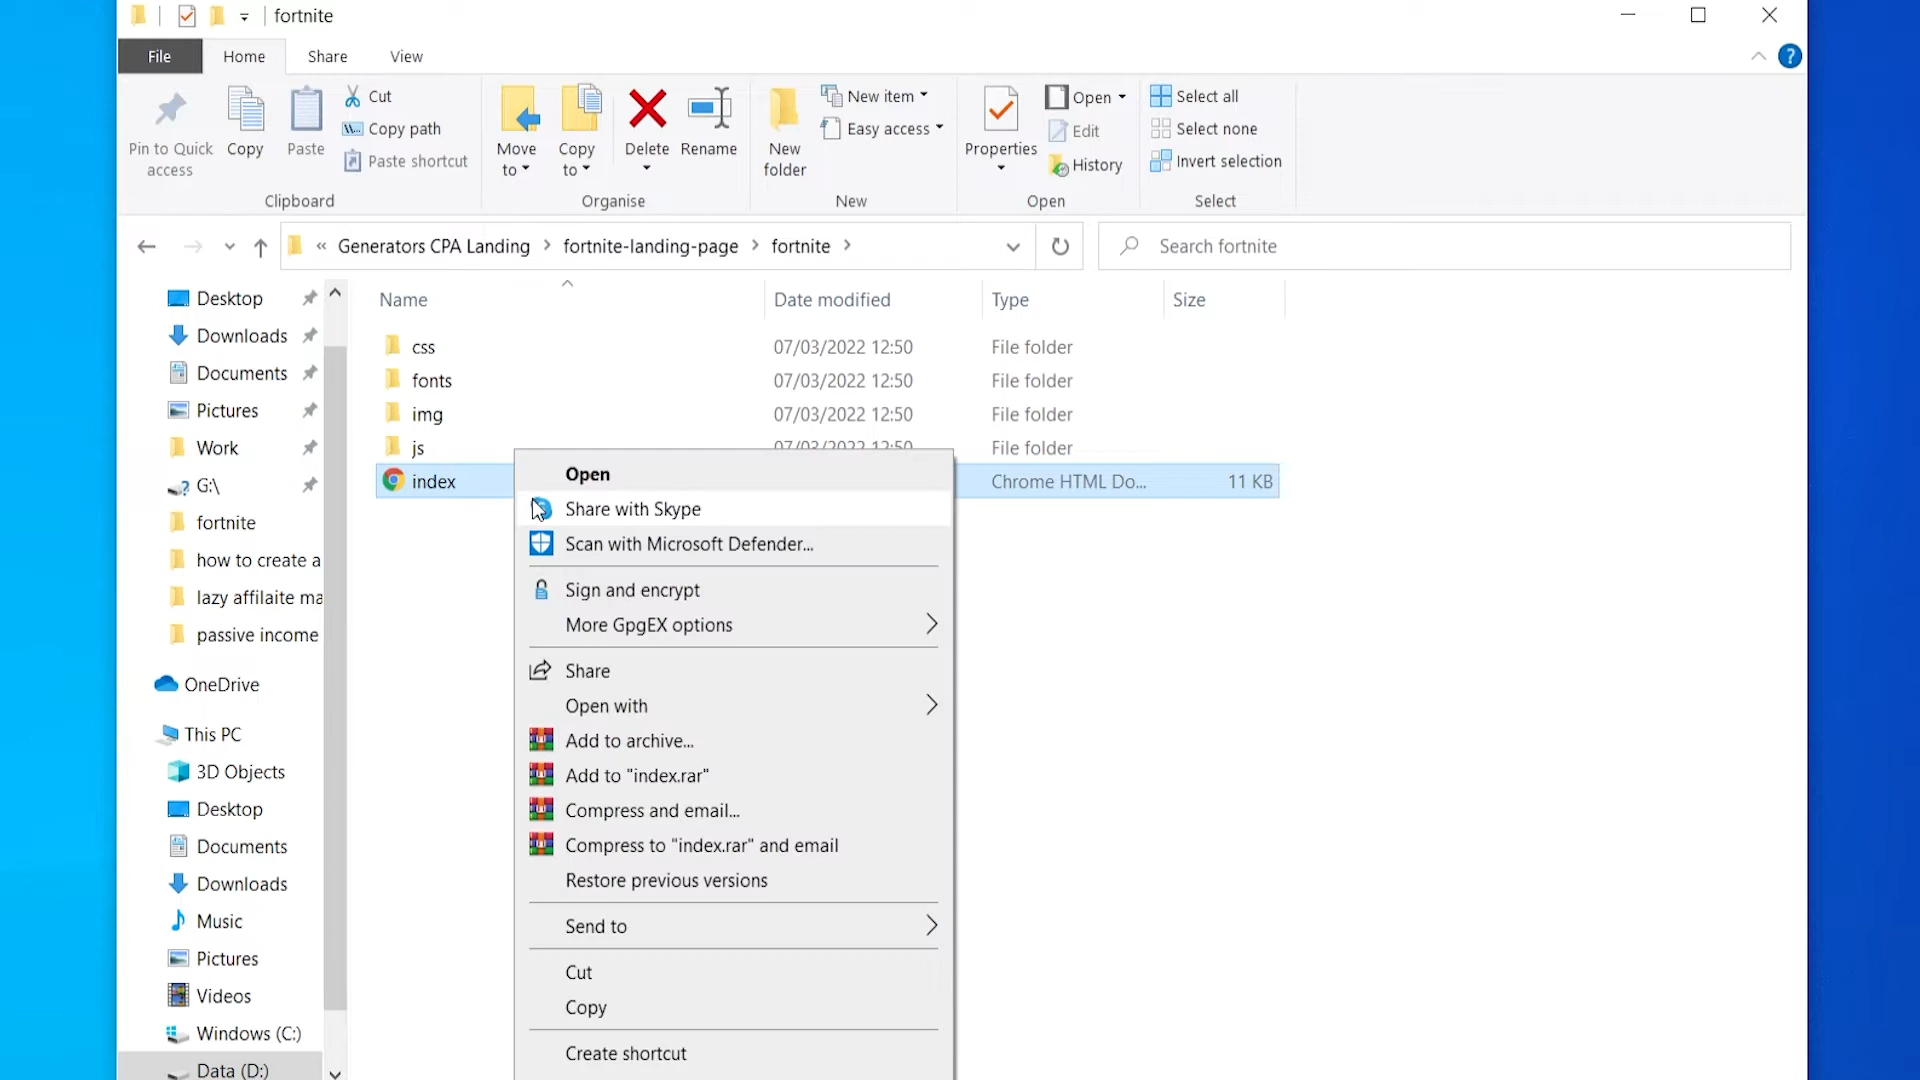 fortnite
File Home Share View
Pin to Quick access
Copy
Paste
Cut
Copy path
Paste shortcut
Clipboard
Move to
Copy to
Delete
Rename
Organise
New folder
New item
Easy access
New
Properties
Open
Edit
History
Open
Select all
Select none
Invert selection
Select
« Generators CPA Landing > fortnite-landing-page > fortnite >
Search fortnite
Desktop
Downloads
Documents
Pictures
Work
G:\
fortnite
how to create a
lazy affilaite ma
passive income
OneDrive
This PC
3D Objects
Desktop
Documents
Downloads
Music
Pictures
Videos
Windows (C:)
Data (D:)
Name Date modified Type Size
css 07/03/2022 12:50 File folder
fonts 07/03/2022 12:50 File folder
img 07/03/2022 12:50 File folder
js 07/03/2022 12:50 File folder
index Chrome HTML Do... 11 KB
Open
Share with Skype
Scan with Microsoft Defender...
Sign and encrypt
More GpgEX options
Share
Open with
Add to archive...
Add to "index.rar"
Compress and email...
Compress to "index.rar" and email
Restore previous versions
Send to
Cut
Copy
Create shortcut